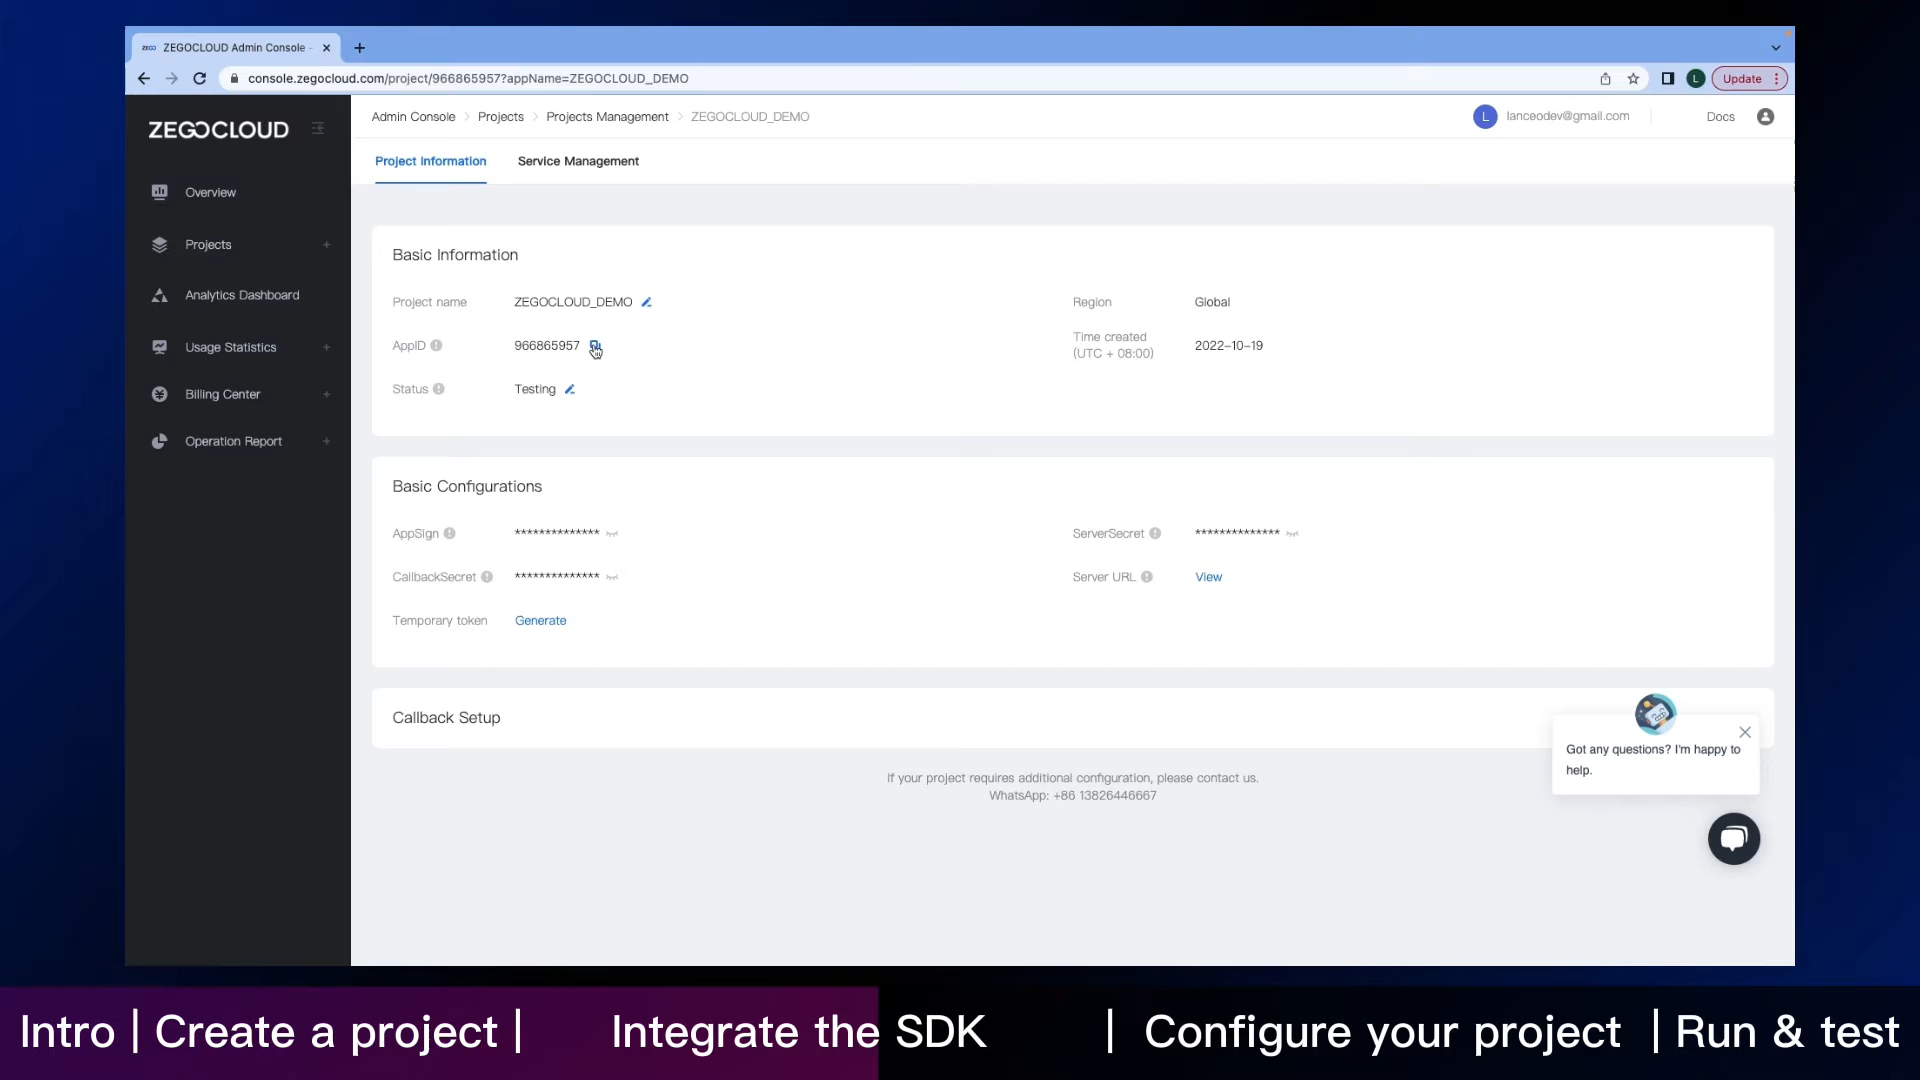 ZEGOCLOUD Admin Console -
console.zegocloud.com/project/966865957?appName=ZEGOCLOUD_DEMO
L
Update
ZEGOCLOUD
Admin Console > Projects > Projects Management > ZEGOCLOUD_DEMO
L lanceodev@gmail.com
Docs
Project Information
Service Management
Overview
Projects +
Analytics Dashboard
Usage Statistics +
Billing Center +
Operation Report +
Basic Information
Project name ZEGOCLOUD_DEMO
Region Global
AppID 966865957
Time created
(UTC + 08:00)
2022-10-19
Status Testing
Basic Configurations
AppSign **************
ServerSecret **************
CallbackSecret **************
Server URL View
Temporary token Generate
Callback Setup
Got any questions? I'm happy to
help.
If your project requires additional configuration, please contact us.
WhatsApp: +86 13826446667
Intro | Create a project | Integrate the SDK | Configure your project | Run & test